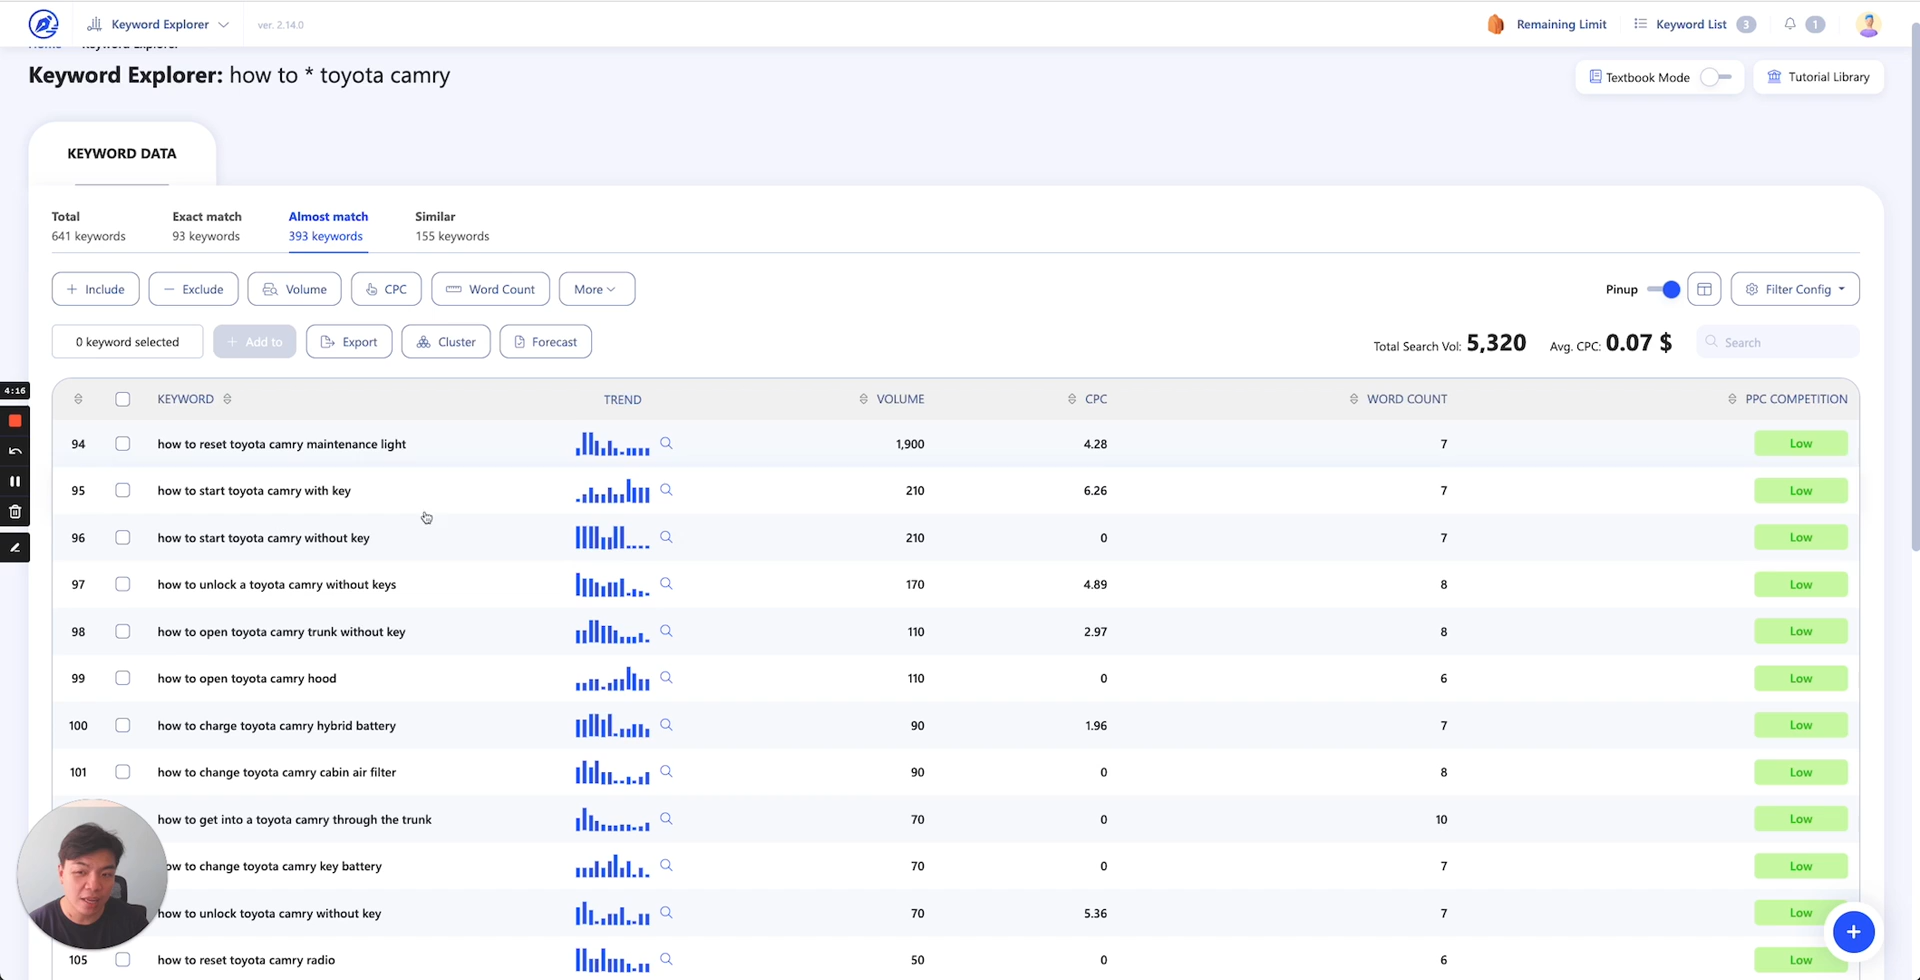 Keyword Explorer
ver. 2.14.0
Remaining Limit
Keyword List 3
1
Home Keyword Explorer
Keyword Explorer: how to * toyota camry
Textbook Mode
Tutorial Library
KEYWORD DATA
Total Exact match Almost match Similar
641 keywords 93 keywords 393 keywords 155 keywords
+ Include
− Exclude
Volume
CPC
Word Count
More
Pinup
Filter Config
0 keyword selected
+ Add to
Export
Cluster
Forecast
Total Search Vol: 5,320 Avg. CPC: 0.07 $
Search
4:16
KEYWORD TREND VOLUME CPC WORD COUNT PPC COMPETITION
94 how to reset toyota camry maintenance light 1,900 4.28 7 Low
95 how to start toyota camry with key 210 6.26 7 Low
96 how to start toyota camry without key 210 0 7 Low
97 how to unlock a toyota camry without keys 170 4.89 8 Low
98 how to open toyota camry trunk without key 110 2.97 8 Low
99 how to open toyota camry hood 110 0 6 Low
100 how to charge toyota camry hybrid battery 90 1.96 7 Low
101 how to change toyota camry cabin air filter 90 0 8 Low
how to get into a toyota camry through the trunk 70 0 10 Low
how to change toyota camry key battery 70 0 7 Low
how to unlock toyota camry without key 70 5.36 7 Low
105 how to reset toyota camry radio 50 0 6 Low